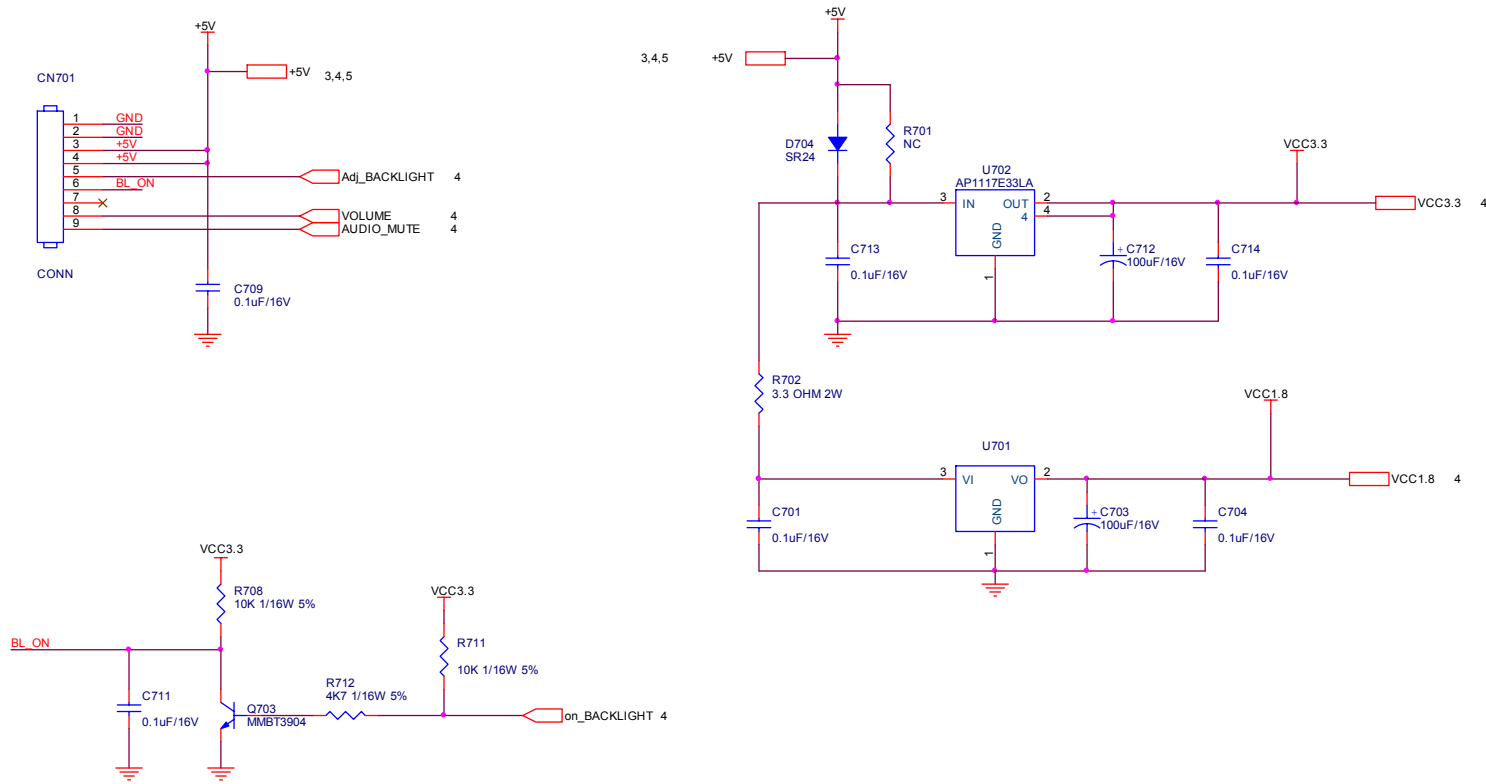 +5V
+5V 3,4,5
CN701
1 GND
2 GND
3 +5V
4 +5V
5 Adj_BACKLIGHT 4
6 BL_ON
7
8 VOLUME 4
9 AUDIO_MUTE 4
CONN
C709
0.1uF/16V
+5V
3,4,5 +5V
D704
SR24
R701
NC
U702
AP1117E33LA
3 IN OUT 2
4 4
GND
1
VCC3.3
VCC3.3 4
C713
0.1uF/16V
+ C712
100uF/16V
C714
0.1uF/16V
R702
3.3 OHM 2W
VCC1.8
U701
3 VI VO 2
GND
1
VCC1.8 4
C701
0.1uF/16V
+ C703
100uF/16V
C704
0.1uF/16V
VCC3.3
R708
10K 1/16W 5%
BL_ON
C711
0.1uF/16V
Q703
MMBT3904
R712
4K7 1/16W 5%
VCC3.3
R711
10K 1/16W 5%
on_BACKLIGHT 4